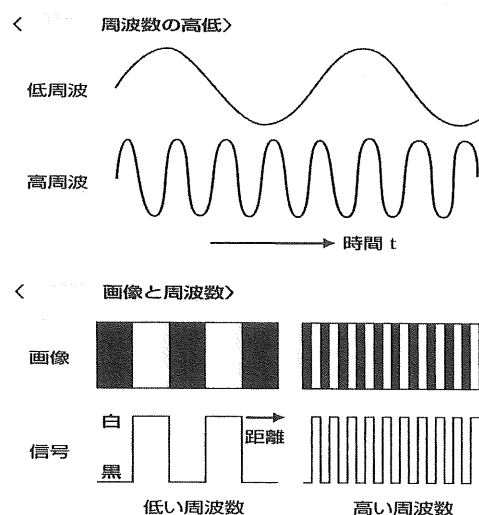 < 周波数の高低>
低周波
高周波
時間 t
< 画像と周波数>
画像
信号
白
黒
距離
低い周波数
高い周波数